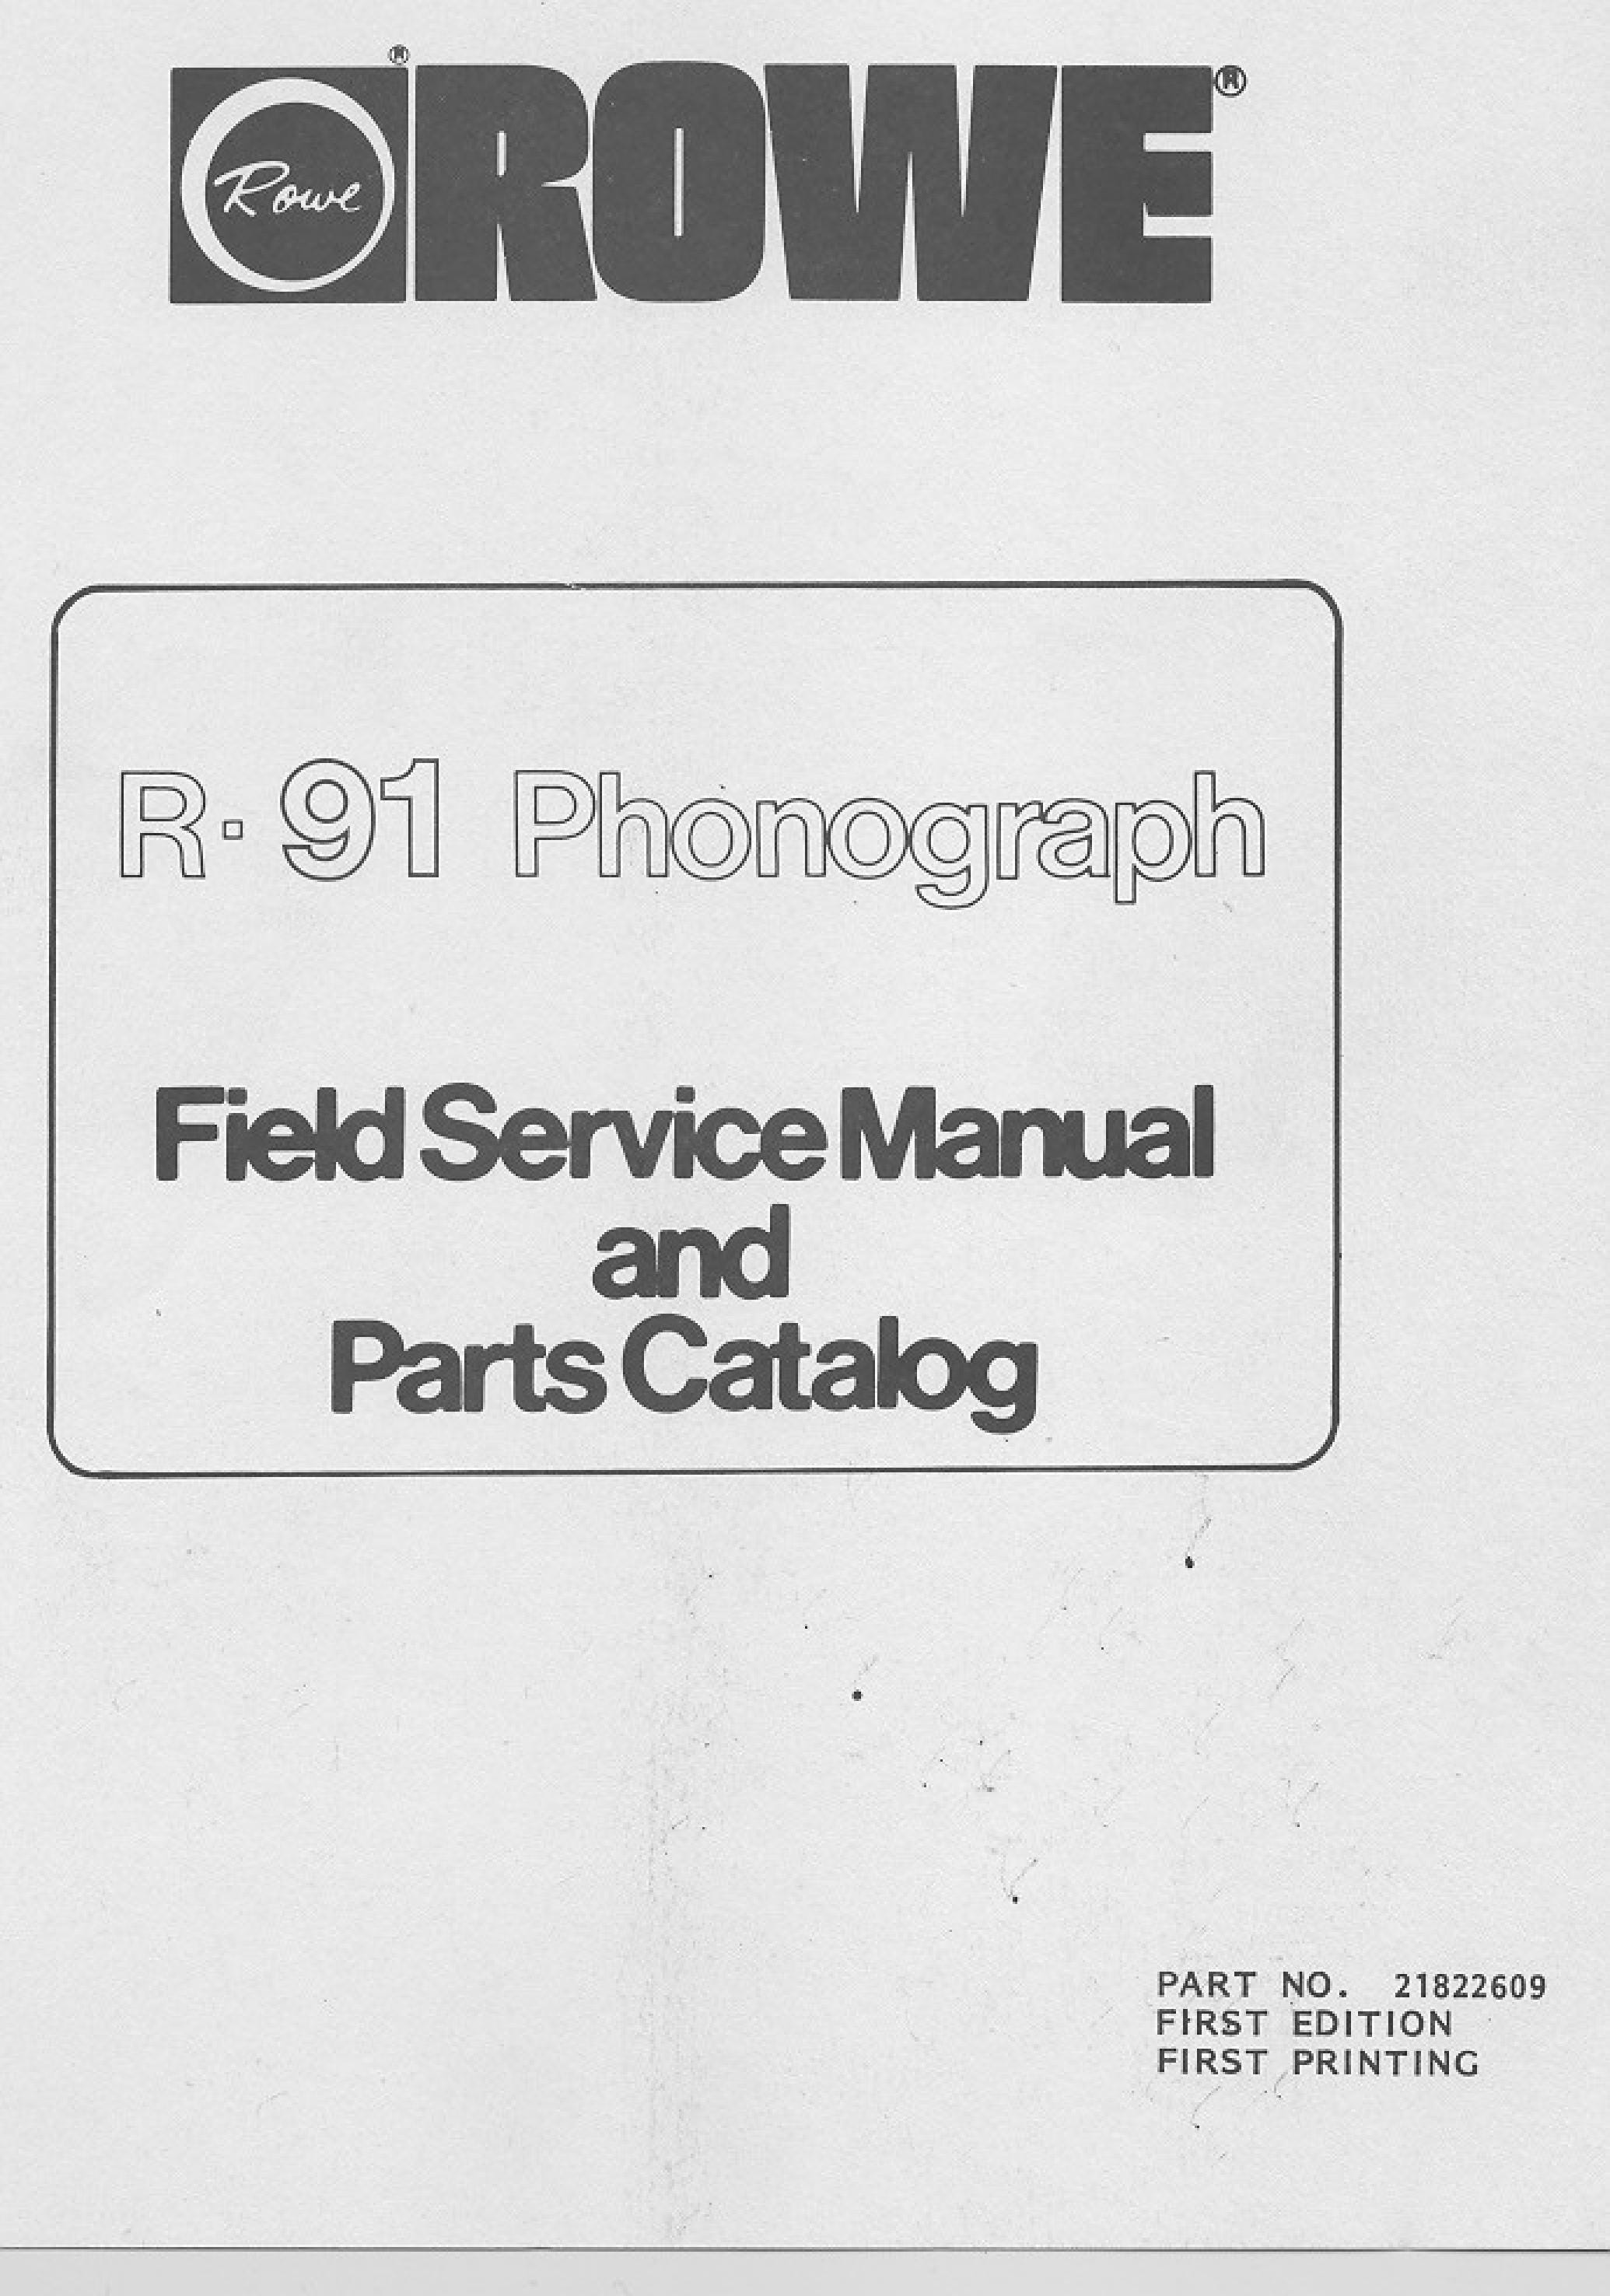 Rowe ® ROWE ®
R-91 Phonograph
Field Service Manual
and
Parts Catalog
PART NO. 21822609
FIRST EDITION
FIRST PRINTING